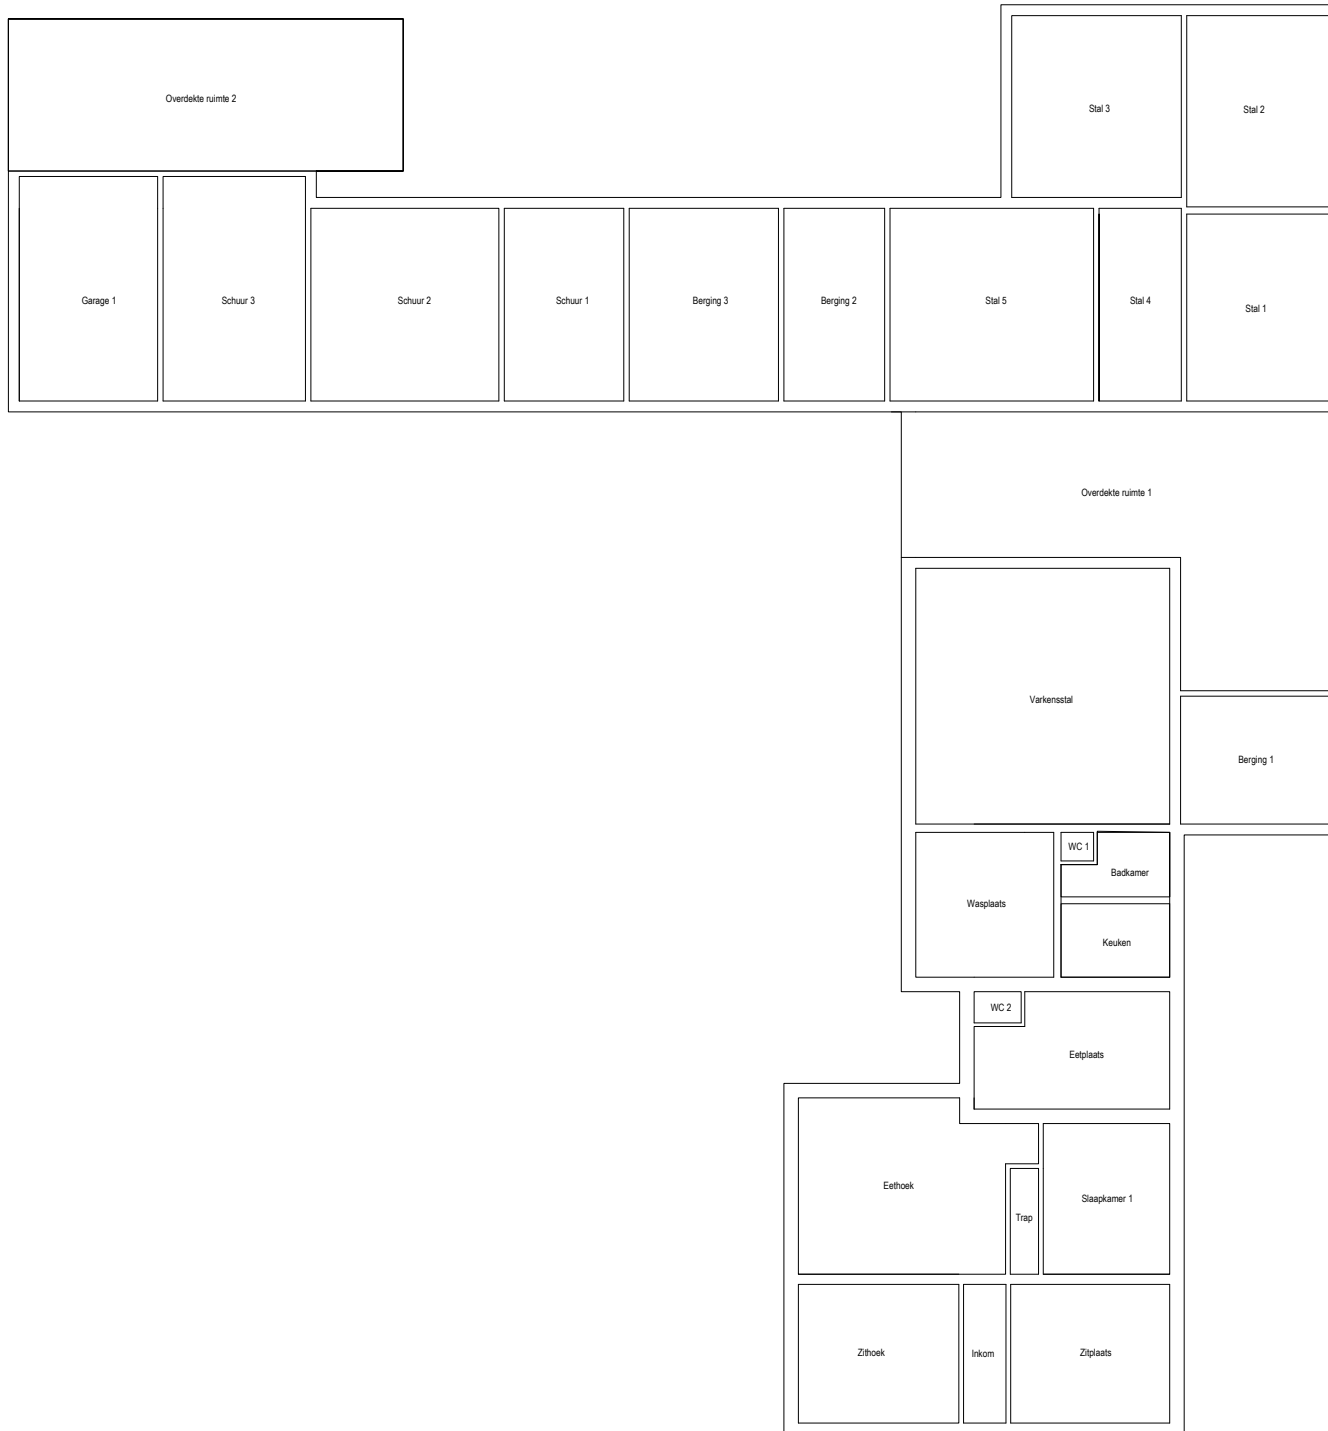 Overdekte ruimte 2
Stal 3
Stal 2
Garage 1
Schuur 3
Schuur 2
Schuur 1
Berging 3
Berging 2
Stal 5
Stal 4
Stal 1
Overdekte ruimte 1
Varkensstal
Berging 1
WC 1
Badkamer
Wasplaats
Keuken
WC 2
Eetplaats
Eethoek
Slaapkamer 1
Trap
Zithoek
Inkom
Zitplaats